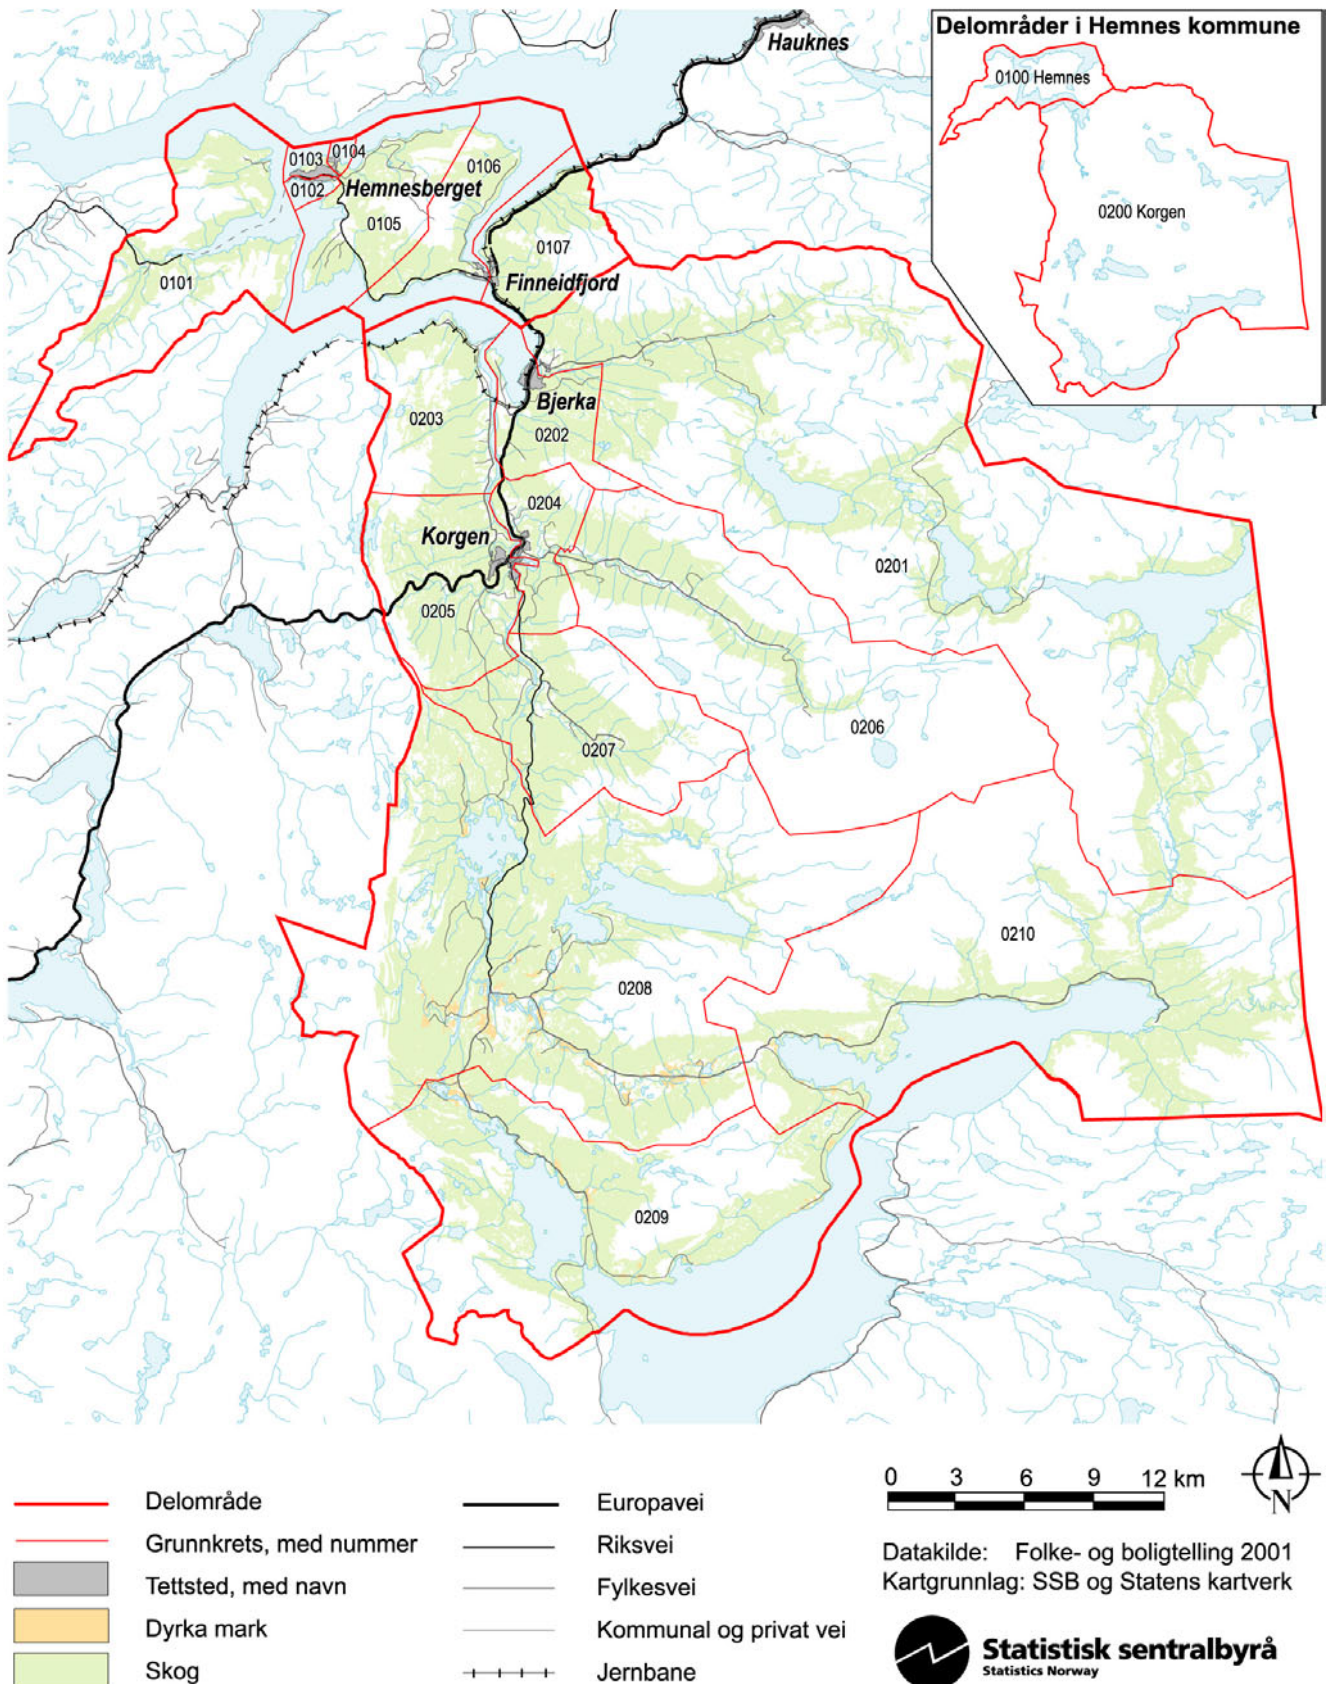 Hauknes
Delområder i Hemnes kommune
0100 Hemnes
0200 Korgen
0103
0104
0102
Hemnesberget
0106
0105
0107
0101
Finneidfjord
Bjerka
0203
0202
0204
Korgen
0201
0205
0206
0207
0210
0208
0209
Delområde
Grunnkrets, med nummer
Tettsted, med navn
Dyrka mark
Skog
Europavei
Riksvei
Fylkesvei
Kommunal og privat vei
Jernbane
0 3 6 9 12 km
N
Datakilde: Folke- og boligtelling 2001
Kartgrunnlag: SSB og Statens kartverk
Statistisk sentralbyrå
Statistics Norway